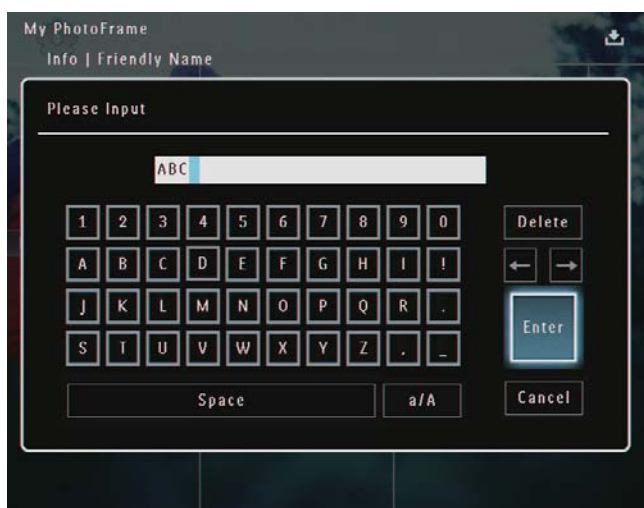 My PhotoFrame
Info | Friendly Name
Please Input
ABC
1 2 3 4 5 6 7 8 9 0 Delete
A B C D E F G H I ! ← →
J K L M N O P Q R . Enter
S T U V W X Y Z . _
Space a/A Cancel